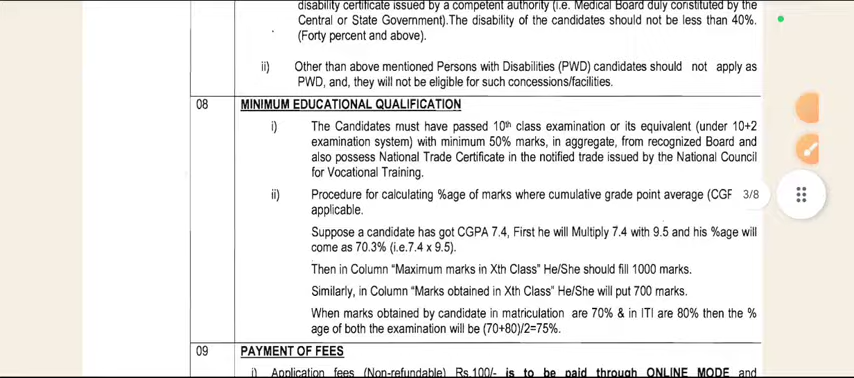 disability certificate issued by a competent authority (i.e. Medical Board duly constituted by the
Central or State Government).The disability of the candidates should not be less than 40%.
(Forty percent and above).
ii) Other than above mentioned Persons with Disabilities (PWD) candidates should not apply as
PWD, and, they will not be eligible for such concessions/facilities.
08 MINIMUM EDUCATIONAL QUALIFICATION
i) The Candidates must have passed 10th class examination or its equivalent (under 10+2
examination system) with minimum 50% marks, in aggregate, from recognized Board and
also possess National Trade Certificate in the notified trade issued by the National Council
for Vocational Training.
ii) Procedure for calculating %age of marks where cumulative grade point average (CGP 3/8
applicable.
Suppose a candidate has got CGPA 7.4, First he will Multiply 7.4 with 9.5 and his %age will
come as 70.3% (i.e.7.4 x 9.5).
Then in Column “Maximum marks in Xth Class” He/She should fill 1000 marks.
Similarly, in Column “Marks obtained in Xth Class” He/She will put 700 marks.
When marks obtained by candidate in matriculation are 70% & in ITI are 80% then the %
age of both the examination will be (70+80)/2=75%.
09 PAYMENT OF FEES
i) Application fees (Non-refundable) Rs.100/- is to be paid through ONLINE MODE and